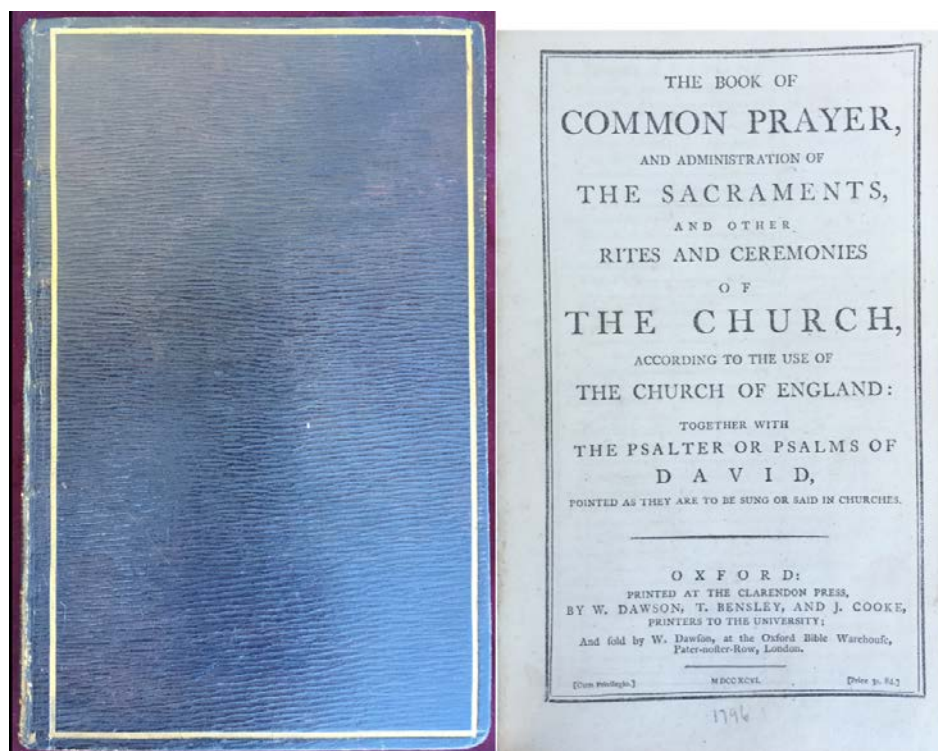 THE BOOK OF
COMMON PRAYER,
AND ADMINISTRATION OF
THE SACRAMENTS,
AND OTHER
RITES AND CEREMONIES
OF
THE CHURCH,
ACCORDING TO THE USE OF
THE CHURCH OF ENGLAND:
TOGETHER WITH
THE PSALTER OR PSALMS OF
DAVID,
POINTED AS THEY ARE TO BE SUNG OR SAID IN CHURCHES.
OXFORD:
PRINTED AT THE CLARENDON PRESS,
BY W. DAWSON, T. BENSLEY, AND J. COOKE,
PRINTERS TO THE UNIVERSITY;
And ſold by W. Dawſon, at the Oxford Bible Warehouſe,
Pater-noſter-Row, London.
[Cum Privilegio.] MDCCXCVI. [Price
1796